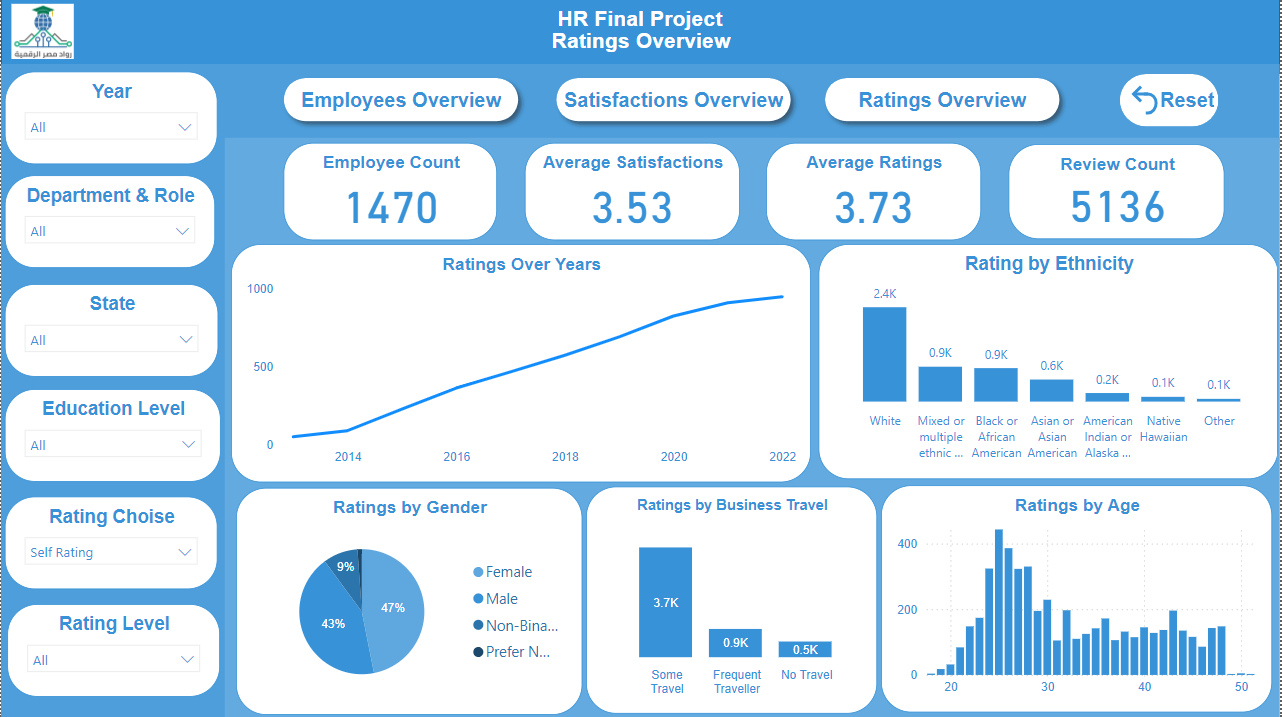 رواد مصر الرقمية
HR Final Project
Ratings Overview
Year
All
Department & Role
All
State
All
Education Level
All
Rating Choise
Self Rating
Rating Level
All
Employees Overview
Satisfactions Overview
Ratings Overview
Reset
Employee Count
1470
Average Satisfactions
3.53
Average Ratings
3.73
Review Count
5136
Ratings Over Years
1000
500
0
2014
2016
2018
2020
2022
Rating by Ethnicity
2.4K
0.9K
0.9K
0.6K
0.2K
0.1K
0.1K
White
Mixed or
multiple
ethnic ...
Black or
African
American
Asian or
Asian
American
American
Indian or
Alaska ...
Native
Hawaiian
Other
Ratings by Gender
9%
47%
43%
Female
Male
Non-Bina...
Prefer N...
Ratings by Business Travel
3.7K
0.9K
0.5K
Some
Travel
Frequent
Traveller
No Travel
Ratings by Age
400
200
0
20
30
40
50